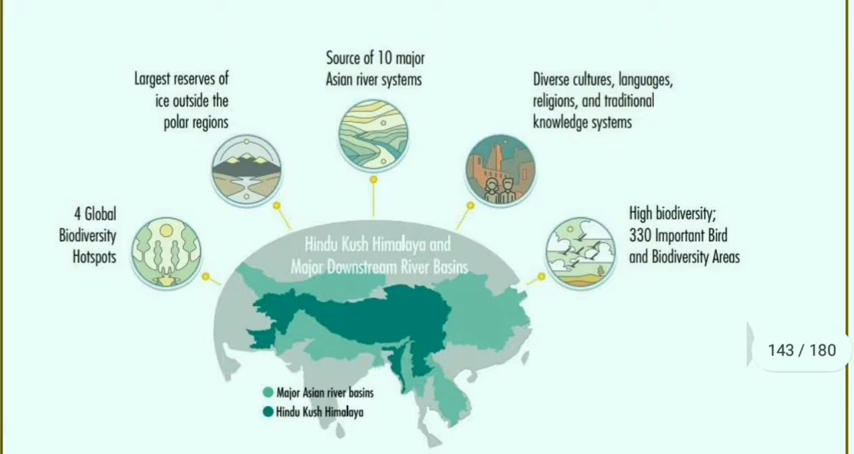 Source of 10 major
Asian river systems
Largest reserves of
ice outside the
polar regions
Diverse cultures, languages,
religions, and traditional
knowledge systems
4 Global
Biodiversity
Hotspots
High biodiversity;
330 Important Bird
and Biodiversity Areas
Hindu Kush Himalaya and
Major Downstream River Basins
143 / 180
Major Asian river basins
Hindu Kush Himalaya